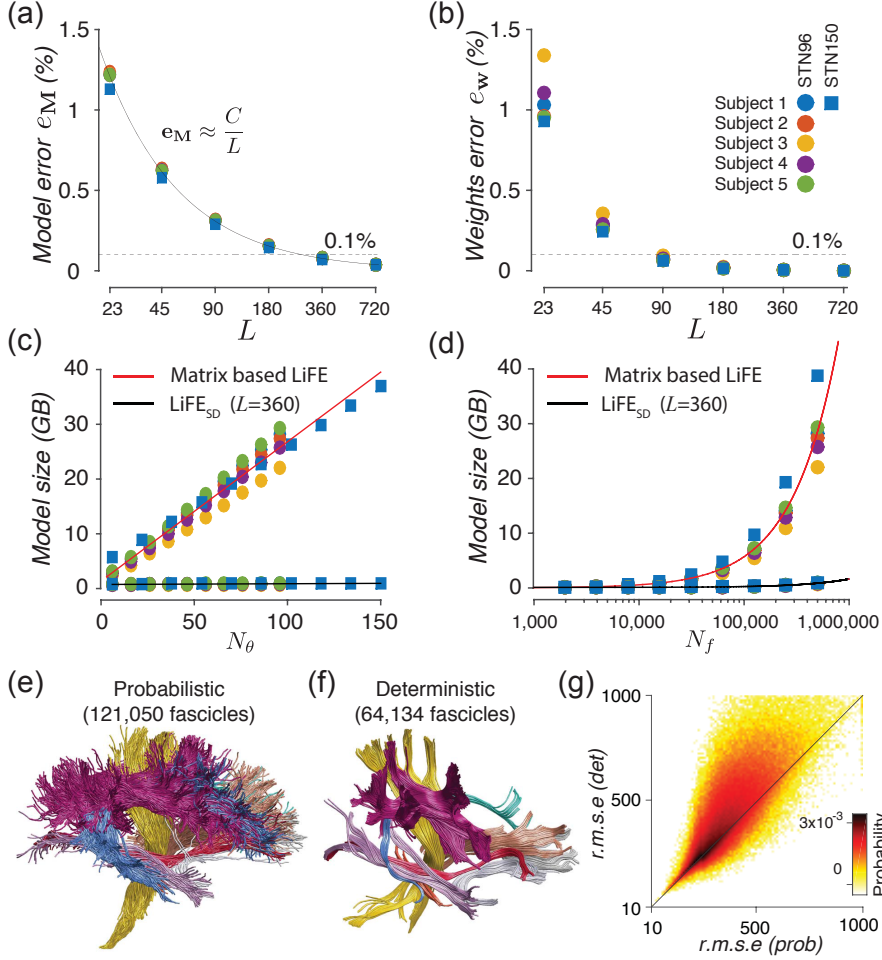 (a)
1.5
1
0.5
0
Model error e_M (%)
e_M ≈ C/L
0.1%
23 45 90 180 360 720
L
(b)
1.5
1
0.5
0
Weights error e_w (%)
STN96
STN150
Subject 1
Subject 2
Subject 3
Subject 4
Subject 5
0.1%
23 45 90 180 360 720
L
(c)
40
30
20
10
0
Model size (GB)
Matrix based LiFE
LiFE_SD (L=360)
0 50 100 150
N_θ
(d)
40
30
20
10
0
Model size (GB)
Matrix based LiFE
LiFE_SD (L=360)
1,000 10,000 100,000 1,000,000
N_f
(e)
Probabilistic
(121,050 fascicles)
(f)
Deterministic
(64,134 fascicles)
(g)
1000
500
10
r.m.s.e (det)
3x10⁻³
0
Probability
10 500 1000
r.m.s.e (prob)